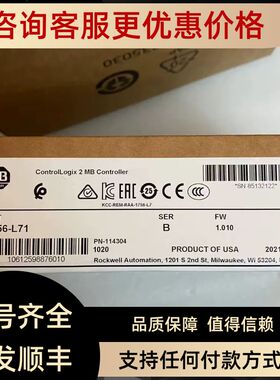 咨询客服更优惠价格
ControlLogix 2 MB Controller
*SN 85132122*
KCC-REM-RAA-1756-L7
56-L71
SER
B
FW
1.010
PN-114304
1020
PRODUCT OF USA
2021
10612598876010
Rockwell Automation, 1201 S 2nd St, Milwaukee, Wi 53204,
号齐全
品质保障 值得信赖
发顺丰
支持任何付款方式